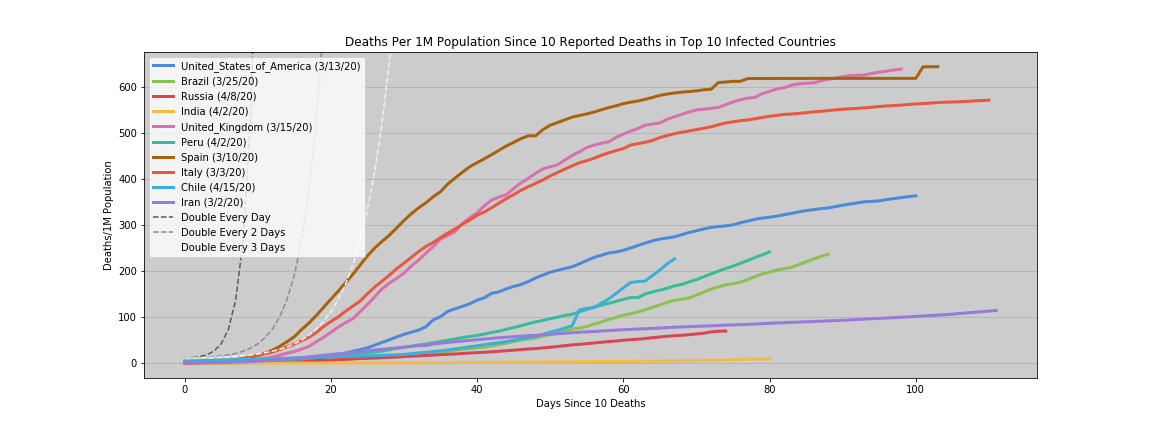 Deaths Per 1M Population Since 10 Reported Deaths in Top 10 Infected Countries
United_States_of_America (3/13/20)
Brazil (3/25/20)
Russia (4/8/20)
India (4/2/20)
United_Kingdom (3/15/20)
Peru (4/2/20)
Spain (3/10/20)
Italy (3/3/20)
Chile (4/15/20)
Iran (3/2/20)
Double Every Day
Double Every 2 Days
Double Every 3 Days
Deaths/1M Population
600
500
400
300
200
100
0
0 20 40 60 80 100
Days Since 10 Deaths